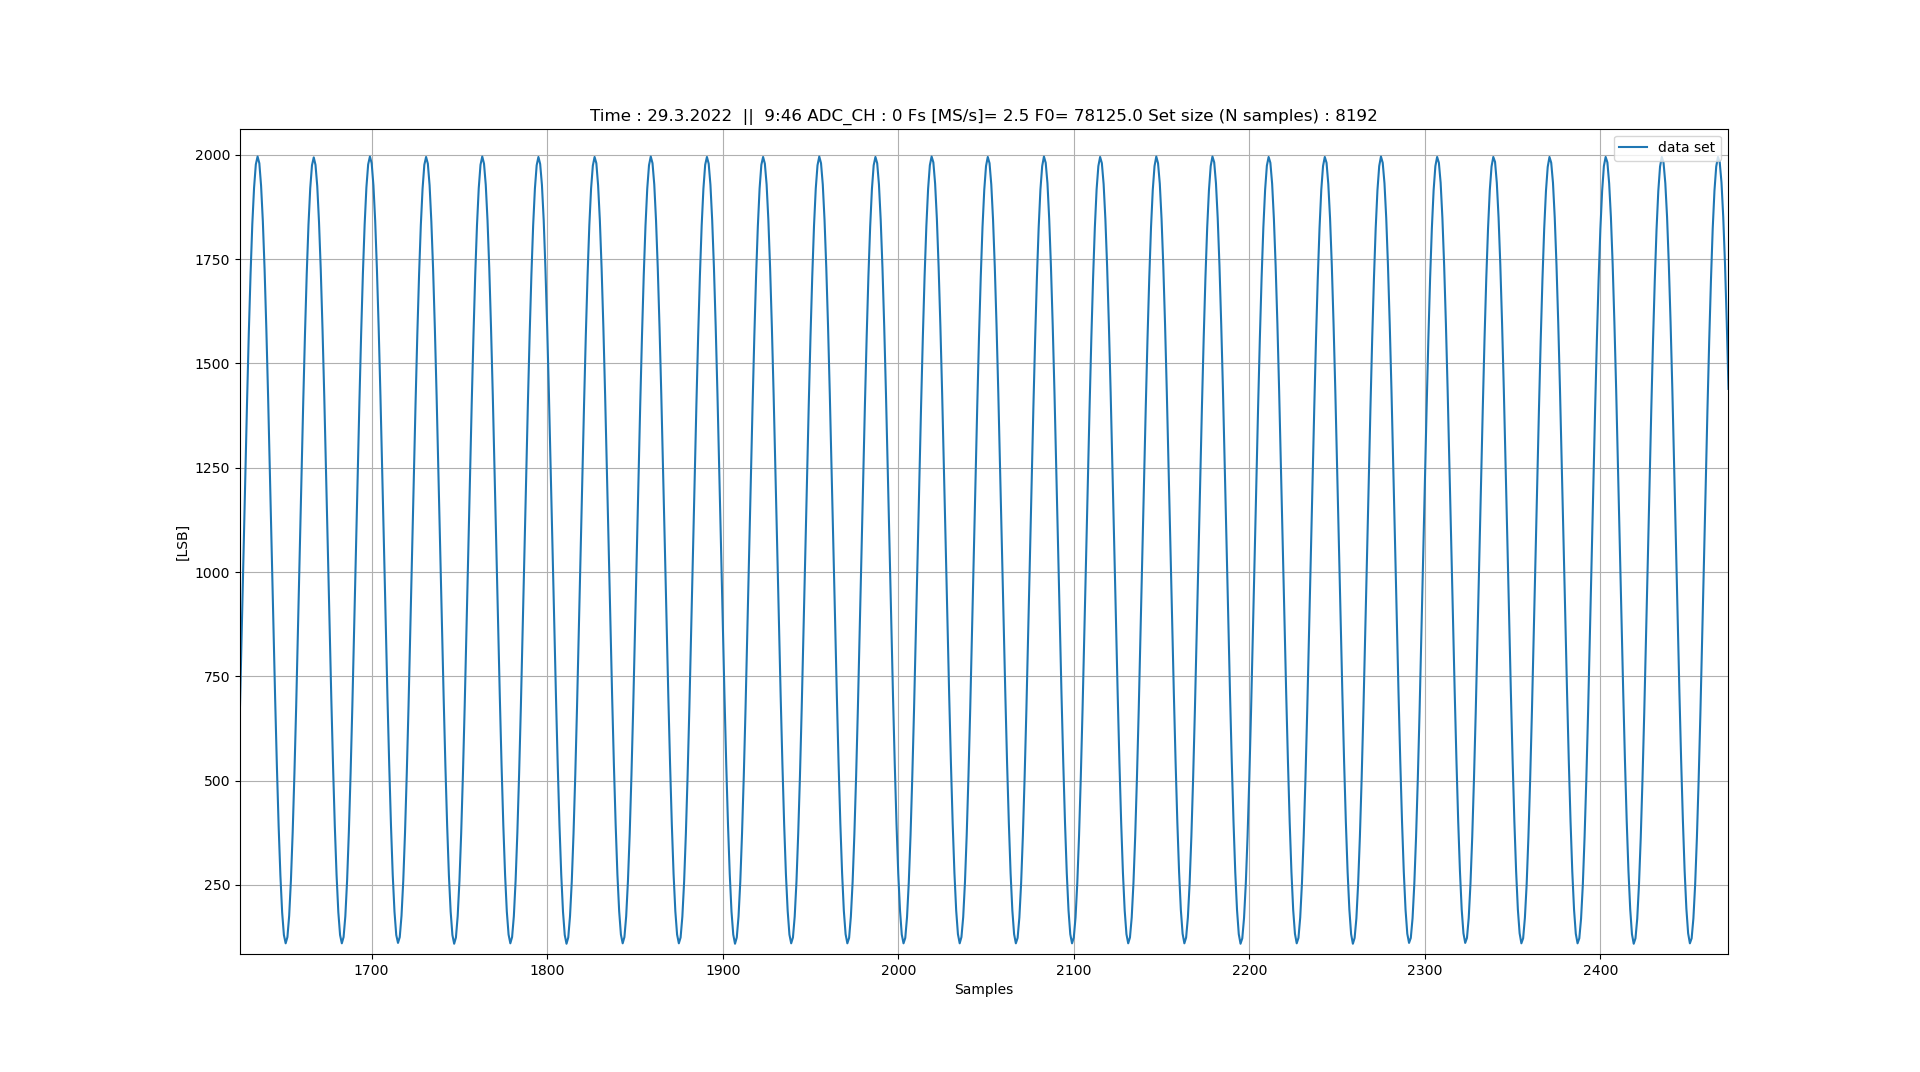 Time : 29.3.2022  ||  9:46 ADC_CH : 0 Fs [MS/s]= 2.5 F0= 78125.0 Set size (N samples) : 8192
data set
2000
1750
1500
1250
1000
750
500
250
[LSB]
1700 1800 1900 2000 2100 2200 2300 2400
Samples